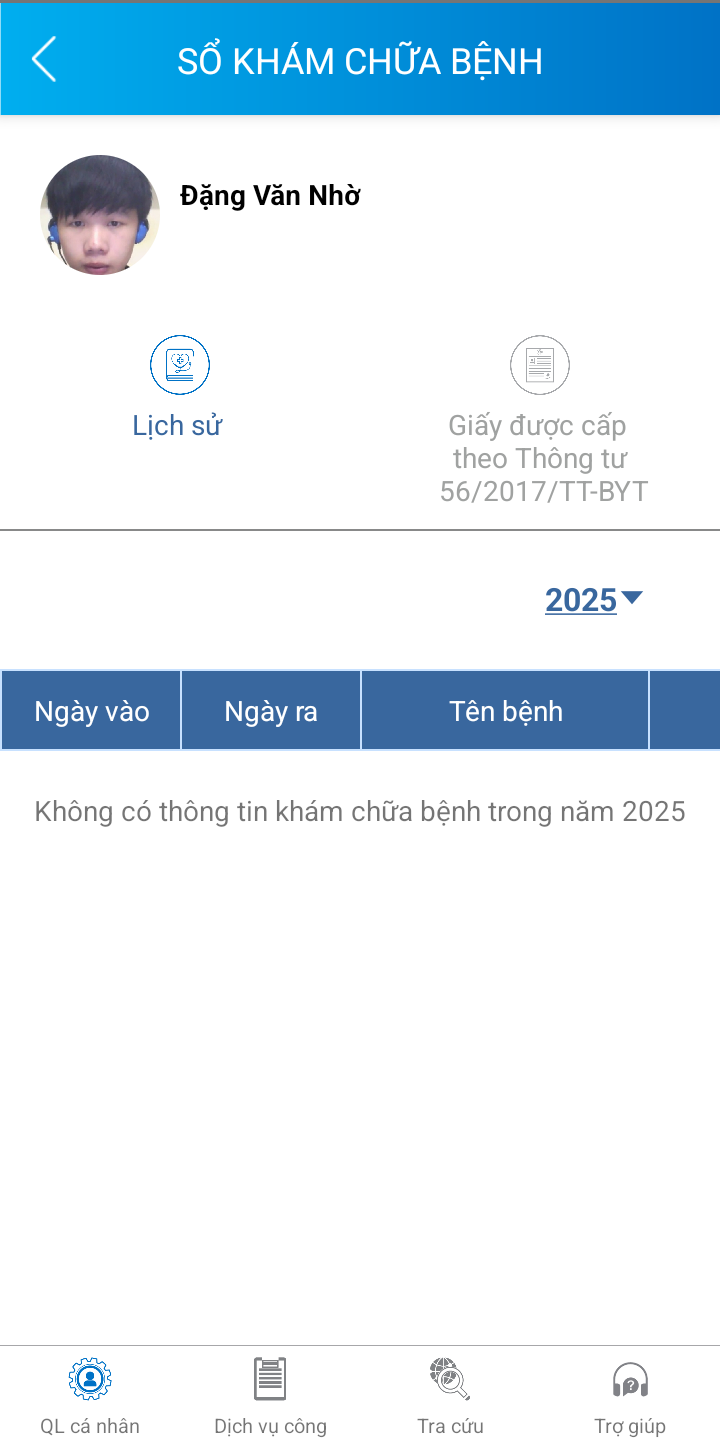 SỔ KHÁM CHỮA BỆNH
Đặng Văn Nhờ
Lịch sử
Giấy được cấp
theo Thông tư
56/2017/TT-BYT
2025
Ngày vào
Ngày ra
Tên bệnh
Không có thông tin khám chữa bệnh trong năm 2025
QL cá nhân
Dịch vụ công
Tra cứu
Trợ giúp